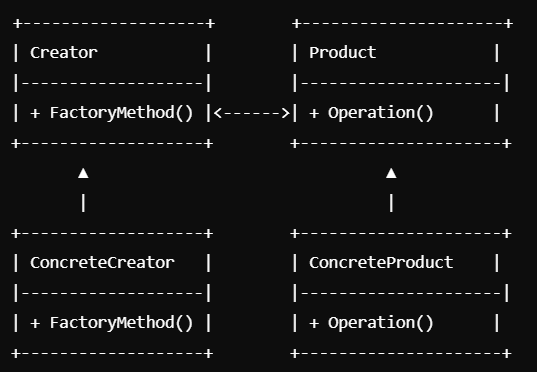 +-------------------+        +---------------------+
| Creator           |        | Product            |
|-------------------|        |---------------------|
| + FactoryMethod() |<------>| + Operation()      |
+-------------------+        +---------------------+
       ▲                              ▲
       |                              |
+-------------------+        +---------------------+
| ConcreteCreator   |        | ConcreteProduct    |
|-------------------|        |---------------------|
| + FactoryMethod() |        | + Operation()      |
+-------------------+        +---------------------+